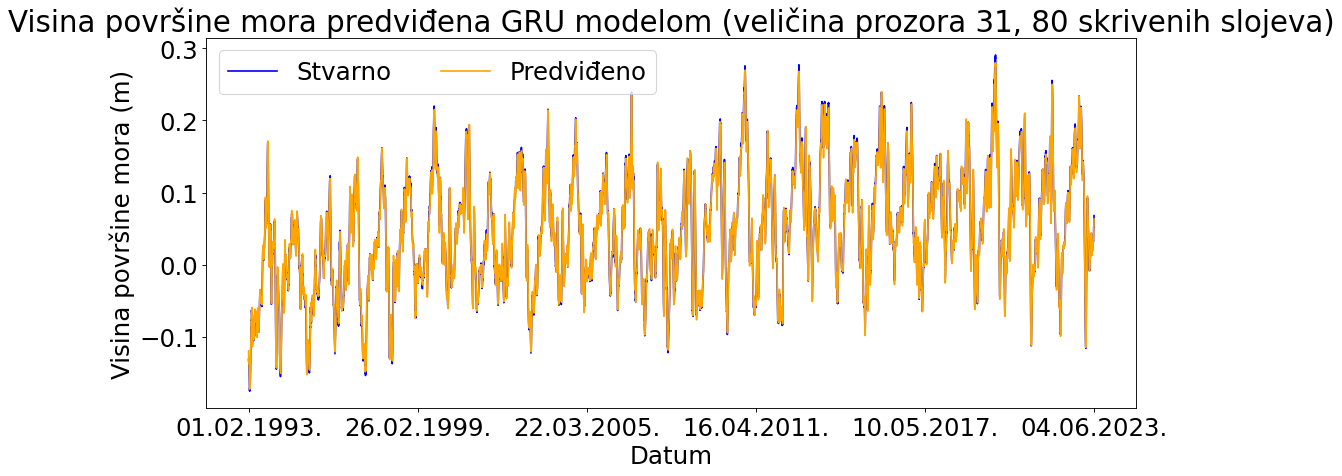 Visina površine mora predviđena GRU modelom (veličina prozora 31, 80 skrivenih slojeva)
Stvarno Predviđeno
Visina površine mora (m)
0.3
0.2
0.1
0.0
−0.1
01.02.1993. 26.02.1999. 22.03.2005. 16.04.2011. 10.05.2017. 04.06.2023.
Datum